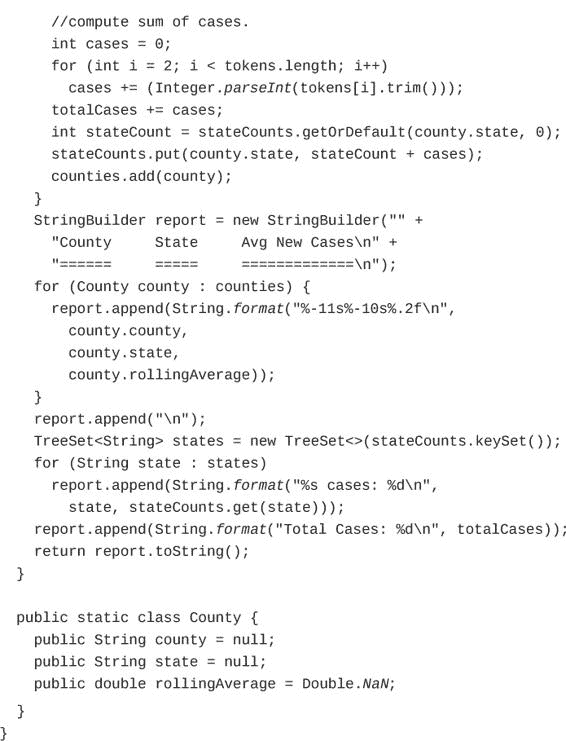 //compute sum of cases.
int cases = 0;
for (int i = 2; i < tokens.length; i++)
cases += (Integer.parseInt(tokens[i].trim()));
totalCases += cases;
int stateCount = stateCounts.getOrDefault(county.state, 0);
stateCounts.put(county.state, stateCount + cases);
counties.add(county);
}
StringBuilder report = new StringBuilder("" +
"County     State     Avg New Cases\n" +
"======     =====     =============\n");
for (County county : counties) {
report.append(String.format("%-11s%-10s%.2f\n",
county.county,
county.state,
county.rollingAverage));
}
report.append("\n");
TreeSet<String> states = new TreeSet<>(stateCounts.keySet());
for (String state : states)
report.append(String.format("%s cases: %d\n",
state, stateCounts.get(state)));
report.append(String.format("Total Cases: %d\n", totalCases));
return report.toString();
}
public static class County {
public String county = null;
public String state = null;
public double rollingAverage = Double.NaN;
}
}